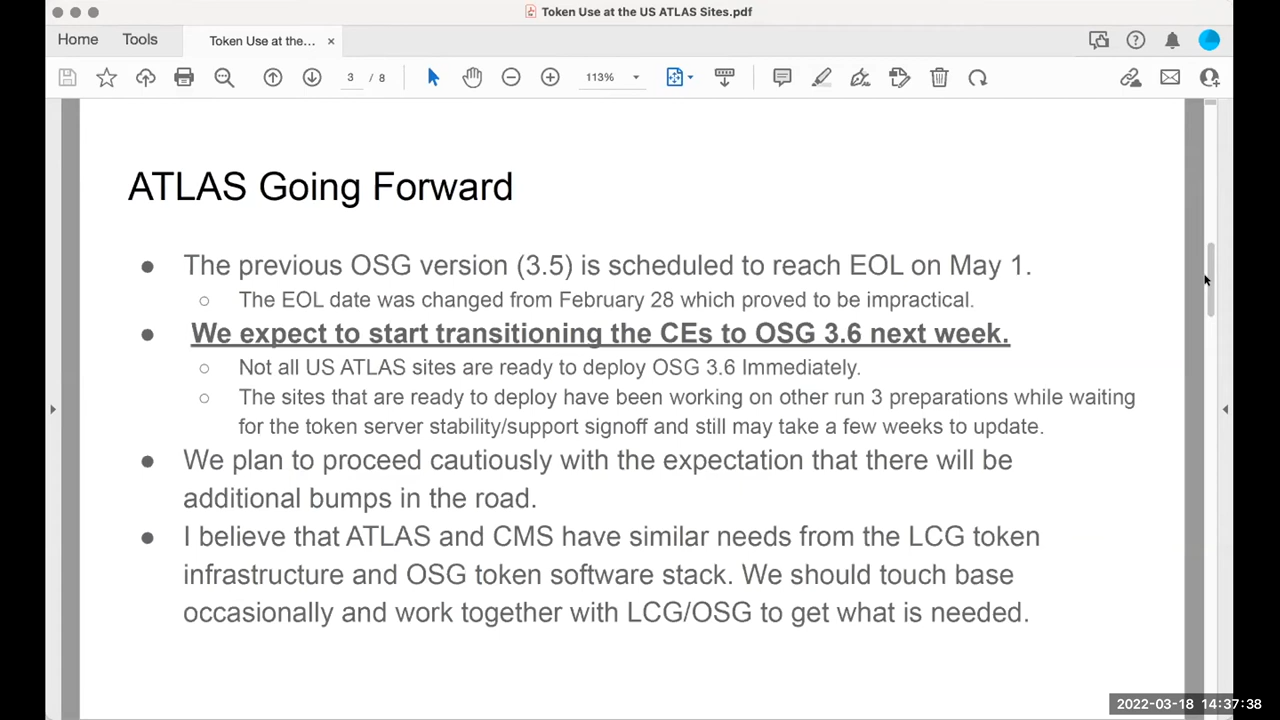 Token Use at the US ATLAS Sites.pdf
Home
Tools
Token Use at the... ×
3 / 8
113%
ATLAS Going Forward
● The previous OSG version (3.5) is scheduled to reach EOL on May 1.
○ The EOL date was changed from February 28 which proved to be impractical.
● We expect to start transitioning the CEs to OSG 3.6 next week.
○ Not all US ATLAS sites are ready to deploy OSG 3.6 Immediately.
○ The sites that are ready to deploy have been working on other run 3 preparations while waiting
for the token server stability/support signoff and still may take a few weeks to update.
● We plan to proceed cautiously with the expectation that there will be
additional bumps in the road.
● I believe that ATLAS and CMS have similar needs from the LCG token
infrastructure and OSG token software stack. We should touch base
occasionally and work together with LCG/OSG to get what is needed.
2022-03-18 14:37:38